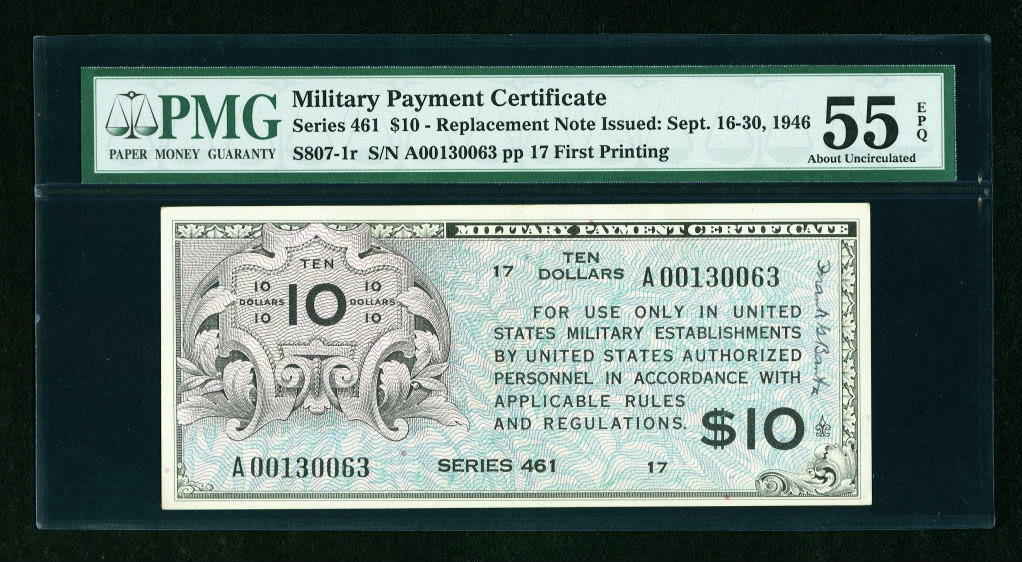 PMG
PAPER MONEY GUARANTY
Military Payment Certificate
Series 461 $10 - Replacement Note Issued: Sept. 16-30, 1946
S807-1r S/N A00130063 pp 17 First Printing
55
EPQ
About Uncirculated
MILITARY PAYMENT CERTIFICATE
TEN
10 10
DOLLARS 10 DOLLARS
10 10
17
TEN
DOLLARS
A00130063
FOR USE ONLY IN UNITED
STATES MILITARY ESTABLISHMENTS
BY UNITED STATES AUTHORIZED
PERSONNEL IN ACCORDANCE WITH
APPLICABLE RULES
AND REGULATIONS.
$10
A00130063
SERIES 461
17